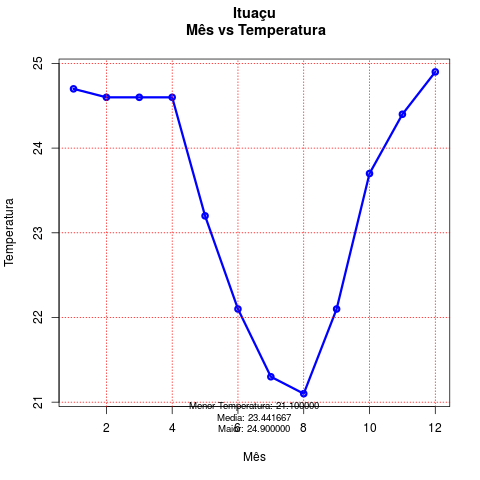 Ituaçu
Mês vs Temperatura
25
24
23
22
21
Temperatura
Menor Temperatura: 21.100000
Media: 23.441667
Maior: 24.900000
2 4 6 8 10 12
Mês